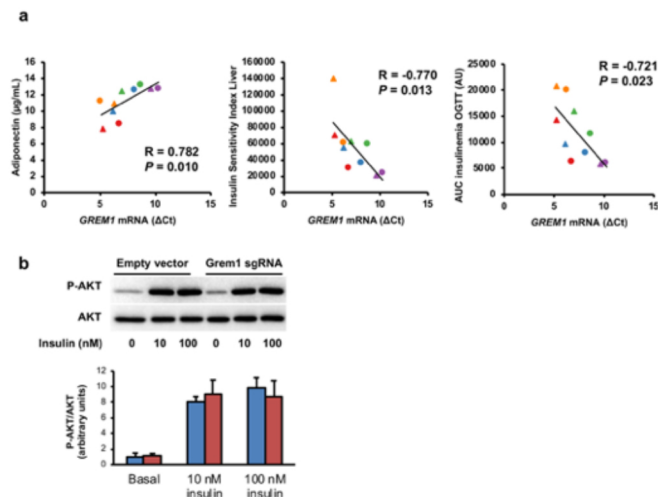 a
Adiponectin (µg/mL)
16
14
12
10
8
6
4
2
0
R = 0.782
P = 0.010
0 5 10 15
GREM1 mRNA (ΔCt)
Insulin Sensitivity Index Liver
160000
140000
120000
100000
80000
60000
40000
20000
0
R = -0.770
P = 0.013
0 5 10 15
GREM1 mRNA (ΔCt)
AUC insulinemia OGTT (AU)
25000
20000
15000
10000
5000
0
R = -0.721
P = 0.023
0 5 10 15
GREM1 mRNA (ΔCt)
b
Empty vector Grem1 sgRNA
P-AKT
AKT
Insulin (nM) 0 10 100 0 10 100
P-AKT/AKT
(arbitrary units)
12
10
8
6
4
2
0
Basal 10 nM 100 nM
insulin insulin